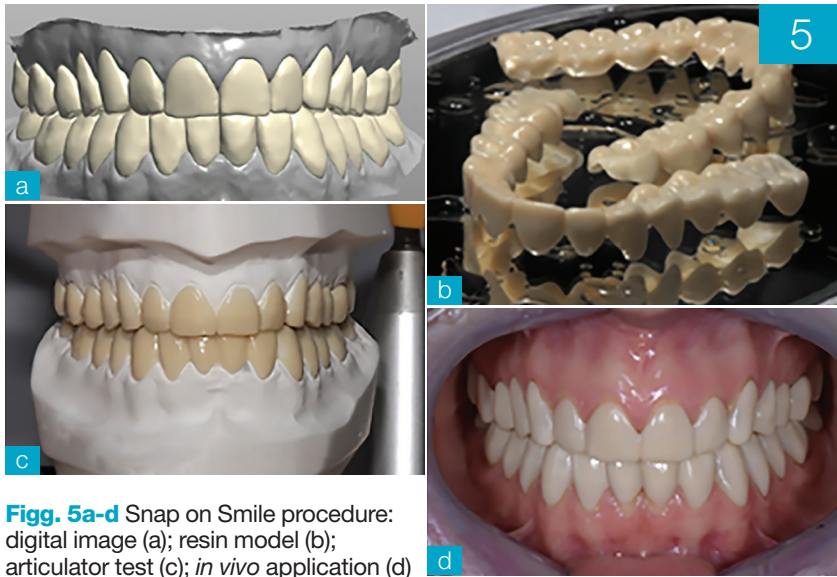 5
a
b
c
d
Figg. 5a-d Snap on Smile procedure:
digital image (a); resin model (b);
articulator test (c); in vivo application (d)